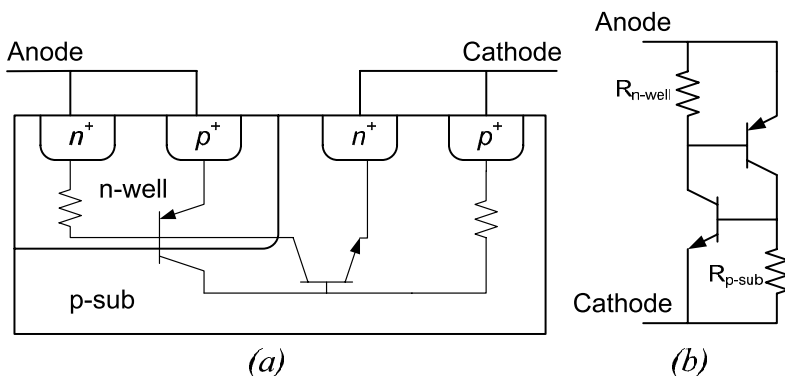 Anode
Cathode
n+
p+
n+
p+
n-well
p-sub
(a)
Anode
Rn-well
Rp-sub
Cathode
(b)